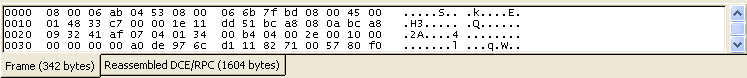 0000 08 00 06 ab 04 53 08 00 06 6b 7f bd 08 00 45 00 .....S.. .k....E.
0010 01 48 33 c7 00 00 1e 11 dd 51 bc a8 08 0a bc a8 .H3..... .Q......
0020 09 32 41 af 07 04 01 34 00 b4 04 00 2e 00 10 00 .2A....4 ........
0030 00 00 00 00 a0 de 97 6c d1 11 82 71 00 57 80 f0 .......l ...q.W..
Frame (342 bytes) Reassembled DCE/RPC (1604 bytes)